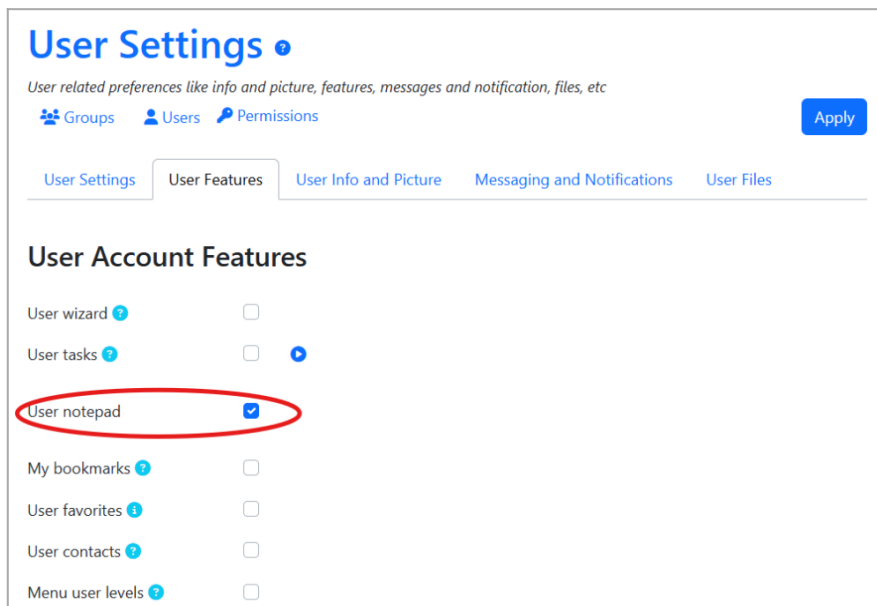 User Settings
User related preferences like info and picture, features, messages and notification, files, etc
Groups Users Permissions
Apply
User Settings User Features User Info and Picture Messaging and Notifications User Files
User Account Features
User wizard
User tasks
User notepad
My bookmarks
User favorites
User contacts
Menu user levels